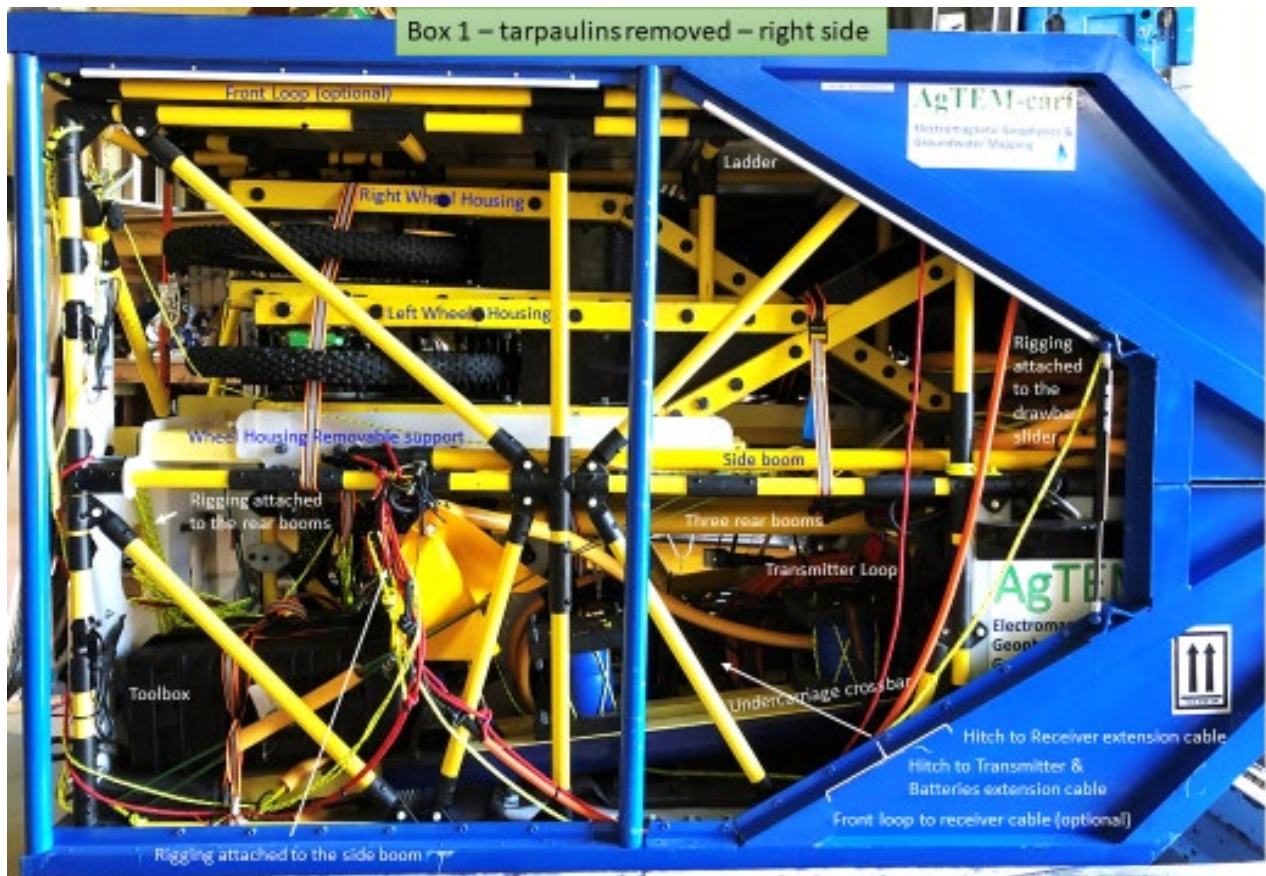 Box 1 – tarpaulins removed – right side
Front Loop (optional)
AgTEM-cart
Electromagnetic Geophysics &
Groundwater Mapping
Ladder
Right Wheel Housing
Left Wheels Housing
Rigging
attached
to the
drawbar
slider
Wheel Housing Removable support
Side boom
Rigging attached
to the rear booms
Three rear booms
Transmitter Loop
AgTEM
Electromag
Geoph
Toolbox
Undercarriage crossbar
Hitch to Receiver extension cable
Hitch to Transmitter &
Batteries extension cable
Front loop to receiver cable (optional)
Rigging attached to the side boom